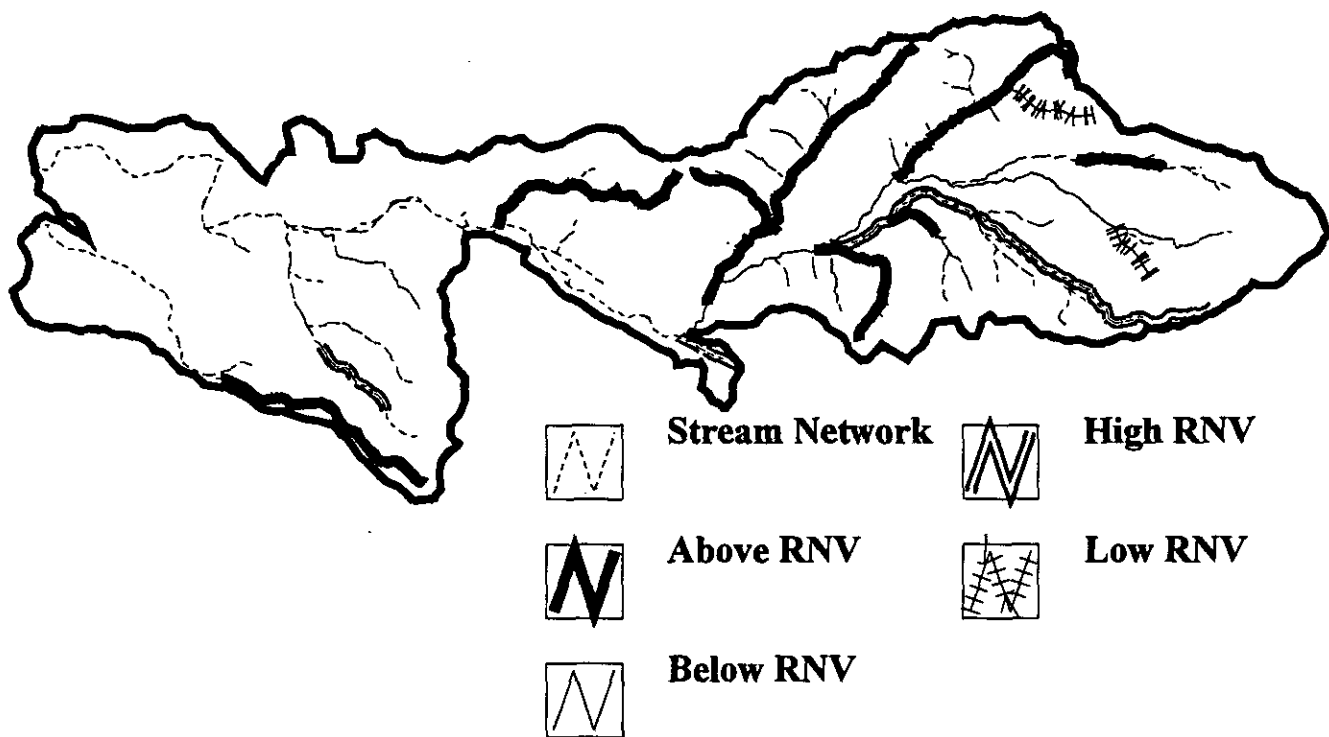 Stream Network
High RNV
Above RNV
Low RNV
Below RNV